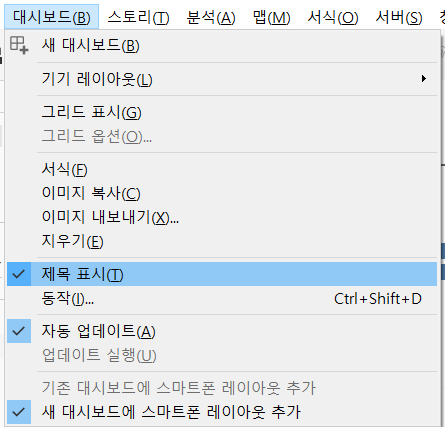 대시보드(B) 스토리(T) 분석(A) 맵(M) 서식(O) 서버(S)
새 대시보드(B)
기기 레이아웃(L)
그리드 표시(G)
그리드 옵션(O)...
서식(F)
이미지 복사(C)
이미지 내보내기(X)...
지우기(E)
제목 표시(T)
동작(I)... Ctrl+Shift+D
자동 업데이트(A)
업데이트 실행(U)
기존 대시보드에 스마트폰 레이아웃 추가
새 대시보드에 스마트폰 레이아웃 추가